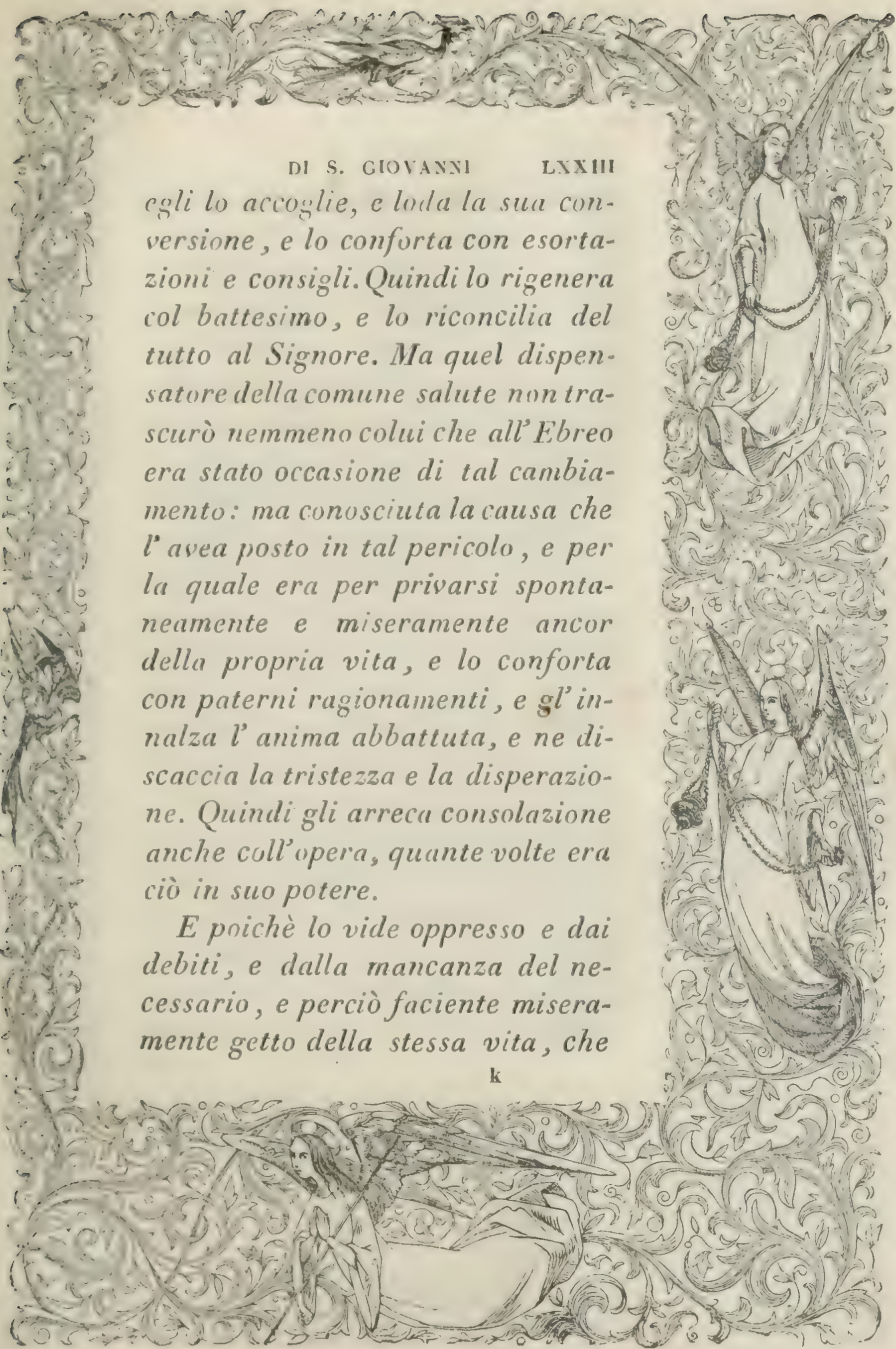 DI S. GIOVANNI LXXIII
egli lo accoglie, e loda la sua con-
versione, e lo conforta con esorta-
zioni e consigli. Quindi lo rigenera
col battesimo, e lo riconcilia del
tutto al Signore. Ma quel dispen-
satore della comune salute non tra-
scurò nemmeno colui che all'Ebreo
era stato occasione di tal cambia-
mento: ma conosciuta la causa che
l'avea posto in tal pericolo, e per
la quale era per privarsi sponta-
neamente e miseramente ancor
della propria vita, e lo conforta
con paterni ragionamenti, e gl'in-
nalza l'anima abbattuta, e ne di-
scaccia la tristezza e la disperazio-
ne. Quindi gli arreca consolazione
anche coll'opera, quante volte era
ciò in suo potere.
E poichè lo vide oppresso e dai
debiti, e dalla mancanza del ne-
cessario, e perciò faciente misera-
mente getto della stessa vita, che
k